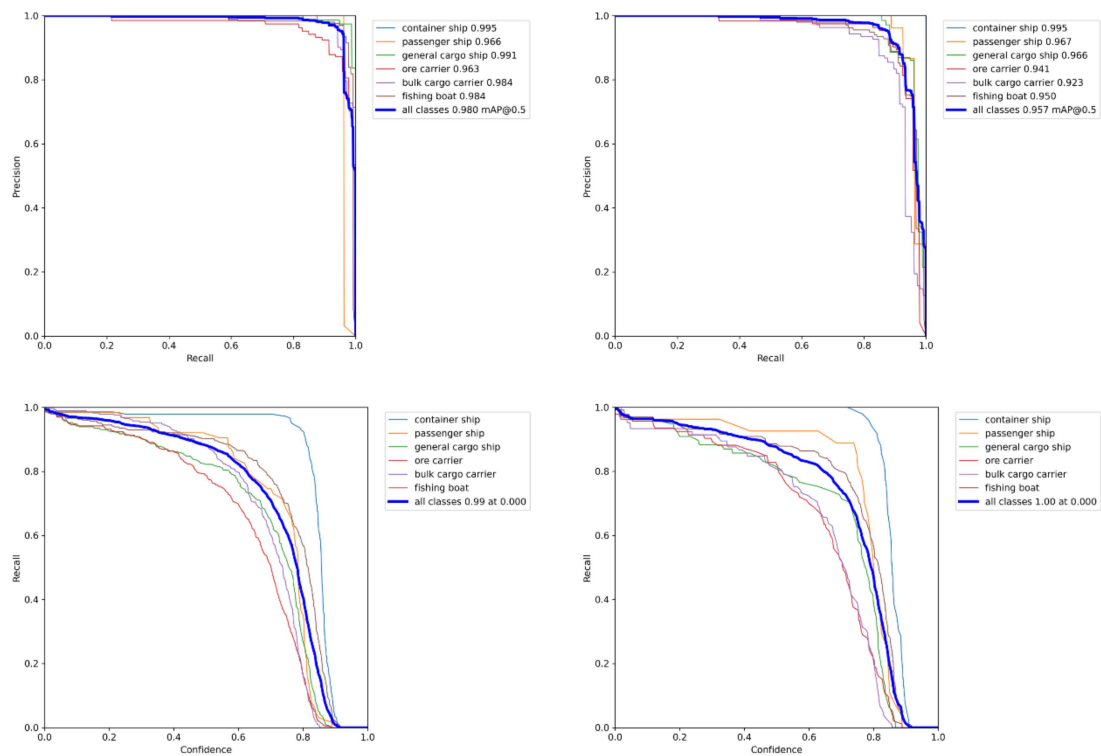 1.0
0.8
0.6
0.4
0.2
0.0
Precision
0.0 0.2 0.4 0.6 0.8 1.0
Recall
container ship 0.995
passenger ship 0.966
general cargo ship 0.991
ore carrier 0.963
bulk cargo carrier 0.984
fishing boat 0.984
all classes 0.980 mAP@0.5
1.0
0.8
0.6
0.4
0.2
0.0
Precision
0.0 0.2 0.4 0.6 0.8 1.0
Recall
container ship 0.995
passenger ship 0.967
general cargo ship 0.966
ore carrier 0.941
bulk cargo carrier 0.923
fishing boat 0.950
all classes 0.957 mAP@0.5
1.0
0.8
0.6
0.4
0.2
0.0
Recall
0.0 0.2 0.4 0.6 0.8 1.0
Confidence
container ship
passenger ship
general cargo ship
ore carrier
bulk cargo carrier
fishing boat
all classes 0.99 at 0.000
1.0
0.8
0.6
0.4
0.2
0.0
Recall
0.0 0.2 0.4 0.6 0.8 1.0
Confidence
container ship
passenger ship
general cargo ship
ore carrier
bulk cargo carrier
fishing boat
all classes 1.00 at 0.000